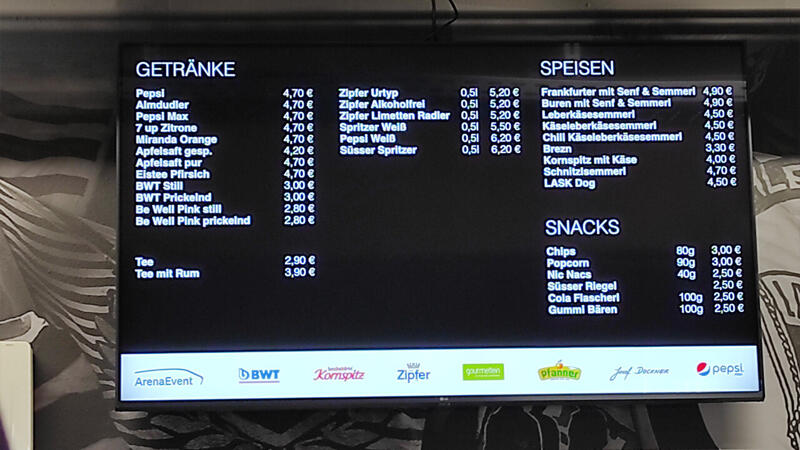 GETRÄNKE
Pepsi 4,70 €
Almdudler 4,70 €
Pepsi Max 4,70 €
7 up Zitrone 4,70 €
Miranda Orange 4,70 €
Apfelsaft gesp. 4,20 €
Apfelsaft pur 4,70 €
Eistee Pfirsich 4,70 €
BWT Still 3,00 €
BWT Prickelnd 3,00 €
Be Well Pink still 2,80 €
Be Well Pink prickelnd 2,80 €
Tee 2,90 €
Tee mit Rum 3,90 €
Zipfer Urtyp 0,5l 5,20 €
Zipfer Alkoholfrei 0,5l 5,20 €
Zipfer Limetten Radler 0,5l 5,20 €
Spritzer Weiß 0,5l 5,50 €
Pepsi Weiß 0,5l 6,20 €
Süsser Spritzer 0,5l 6,20 €
SPEISEN
Frankfurter mit Senf & Semmerl 4,90 €
Buren mit Senf & Semmerl 4,90 €
Leberkäsesemmerl 4,50 €
Käseleberkäsesemmerl 4,50 €
Chili Käseleberkäsesemmerl 4,50 €
Brezn 3,30 €
Kornspitz mit Käse 4,00 €
Schnitzlsemmerl 4,70 €
LASK Dog 4,50 €
SNACKS
Chips 80g 3,00 €
Popcorn 90g 3,00 €
Nic Nacs 40g 2,50 €
Süsser Riegel 2,50 €
Cola Flascherl 100g 2,50 €
Gummi Bären 100g 2,50 €
ArenaEvent
BWT
Kornspitz
Zipfer
gourmetfein
pfanner
Josef Dockner
pepsi